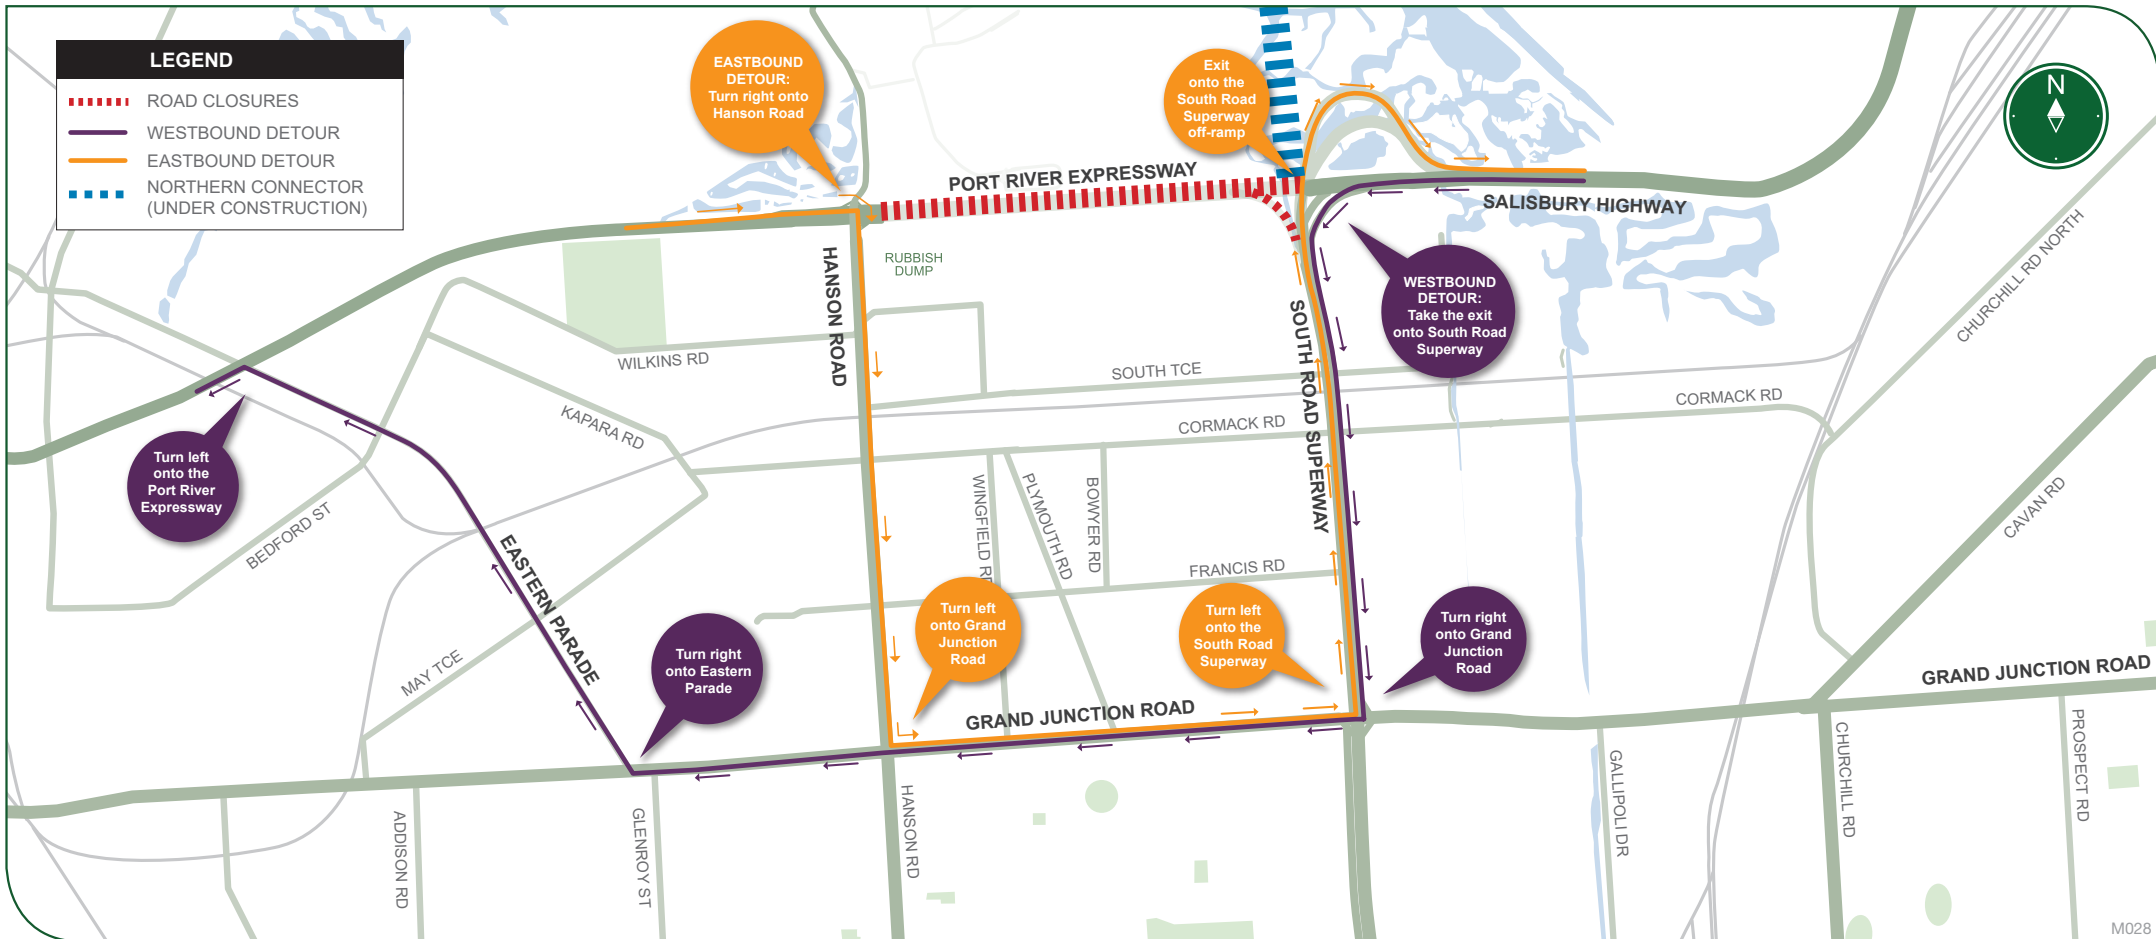 LEGEND
ROAD CLOSURES
WESTBOUND DETOUR
EASTBOUND DETOUR
NORTHERN CONNECTOR
(UNDER CONSTRUCTION)
EASTBOUND
DETOUR:
Turn right onto
Hanson Road
Exit
onto the
South Road
Superway
off-ramp
N
PORT RIVER EXPRESSWAY
SALISBURY HIGHWAY
CHURCHILL RD NORTH
RUBBISH
DUMP
HANSON ROAD
WESTBOUND
DETOUR:
Take the exit
onto South Road
Superway
SOUTH ROAD SUPERWAY
WILKINS RD
SOUTH TCE
KAPARA RD
CORMACK RD
CORMACK RD
Turn left
onto the
Port River
Expressway
BEDFORD ST
EASTERN PARADE
WINGFIELD RD
PLYMOUTH RD
BOWYER RD
FRANCIS RD
CAVAN RD
MAY TCE
Turn right
onto Eastern
Parade
Turn left
onto Grand
Junction
Road
Turn left
onto the
South Road
Superway
Turn right
onto Grand
Junction
Road
GRAND JUNCTION ROAD
GRAND JUNCTION ROAD
ADDISON RD
GLENROY ST
HANSON RD
GALLIPOLI DR
CHURCHILL RD
PROSPECT RD
M028